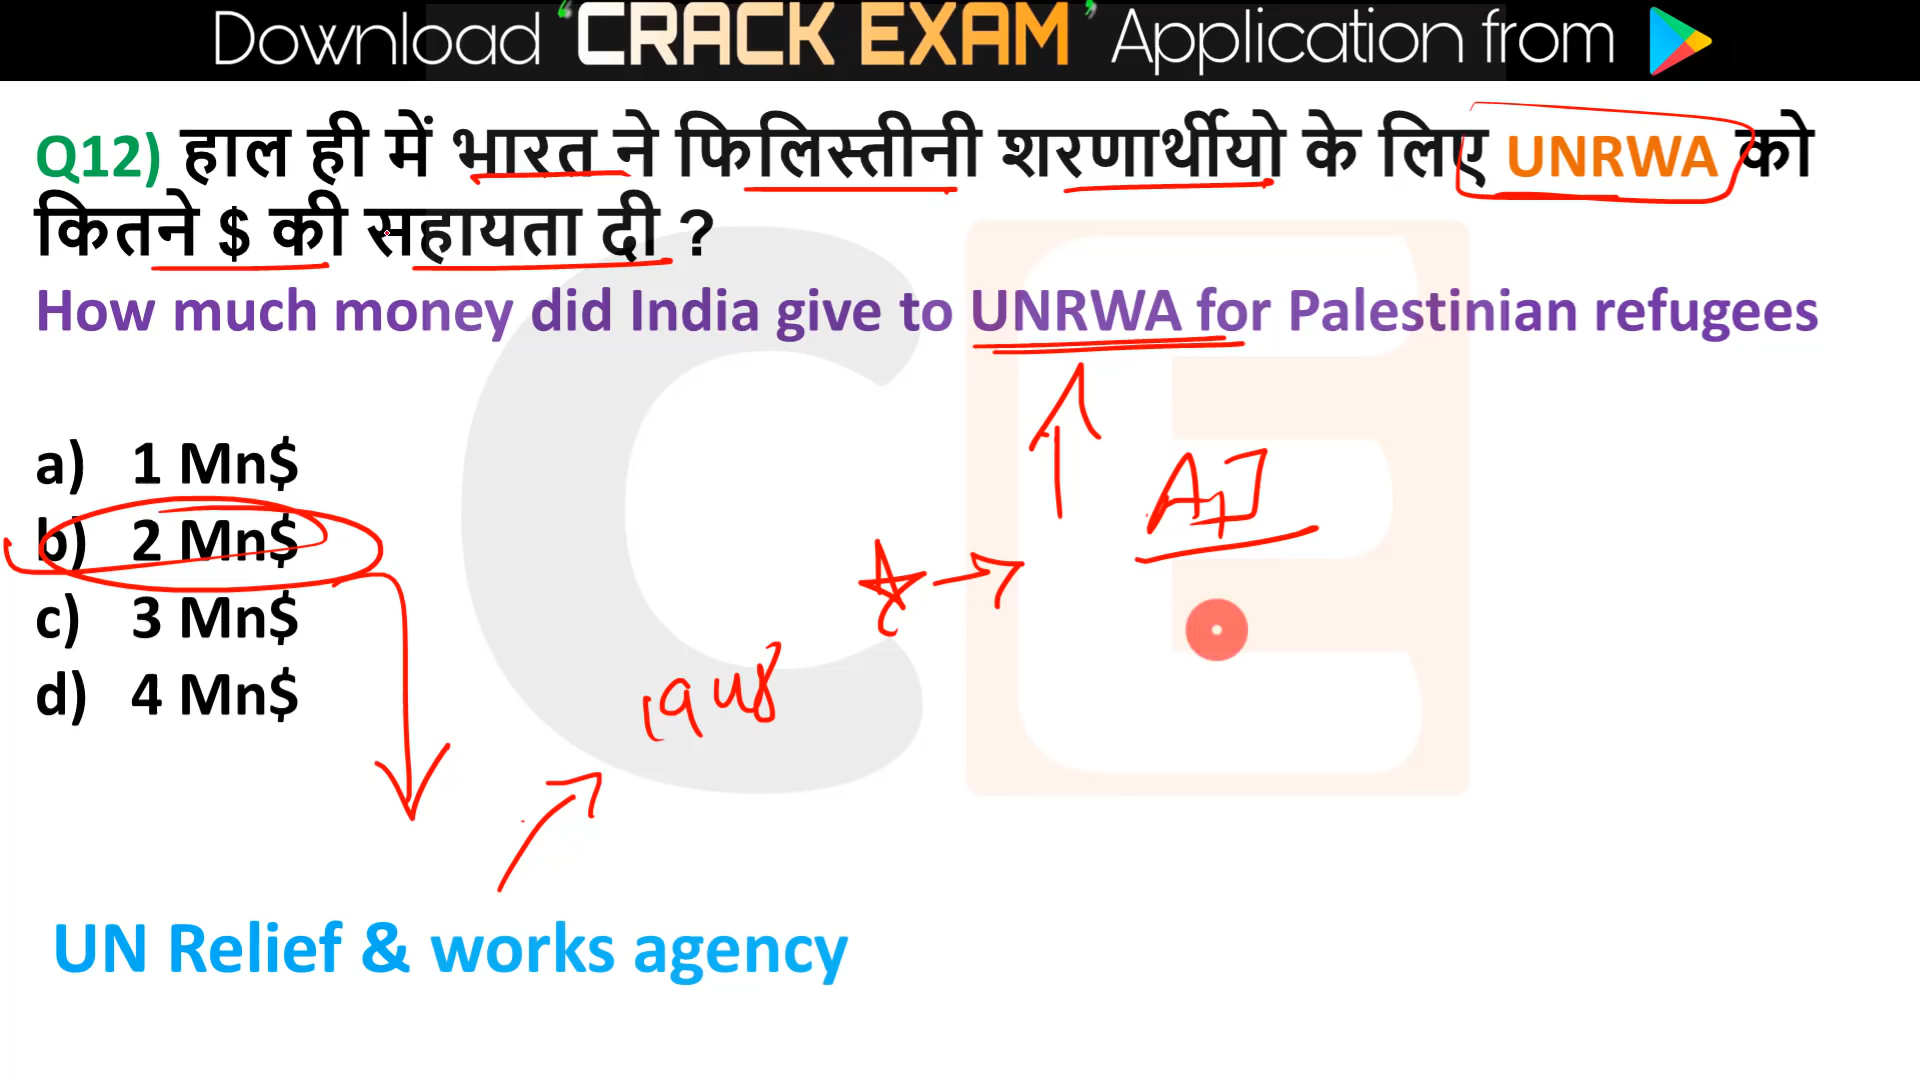 Download ‘CRACK EXAM’ Application from
Q12) हाल ही में भारत ने फिलिस्तीनी शरणार्थीयो के लिए UNRWA को
कितने $ की सहायता दी ?
How much money did India give to UNRWA for Palestinian refugees
a) 1 Mn$
b) 2 Mn$
c) 3 Mn$
d) 4 Mn$
1948
UN Relief & works agency